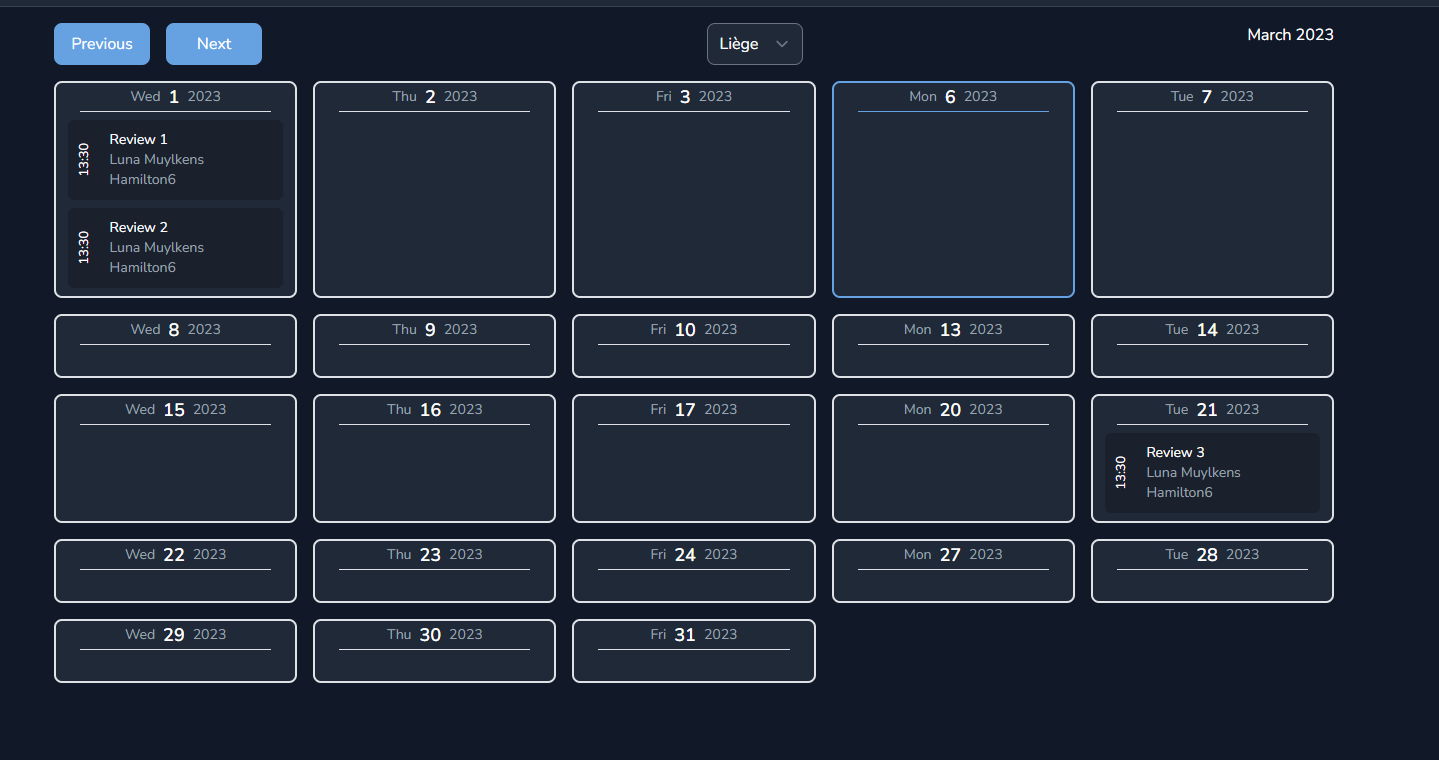 Previous Next Liège March 2023
Wed 1 2023 Thu 2 2023 Fri 3 2023 Mon 6 2023 Tue 7 2023
13:30
Review 1
Luna Muylkens
Hamilton6
13:30
Review 2
Luna Muylkens
Hamilton6
Wed 8 2023 Thu 9 2023 Fri 10 2023 Mon 13 2023 Tue 14 2023
Wed 15 2023 Thu 16 2023 Fri 17 2023 Mon 20 2023 Tue 21 2023
13:30
Review 3
Luna Muylkens
Hamilton6
Wed 22 2023 Thu 23 2023 Fri 24 2023 Mon 27 2023 Tue 28 2023
Wed 29 2023 Thu 30 2023 Fri 31 2023